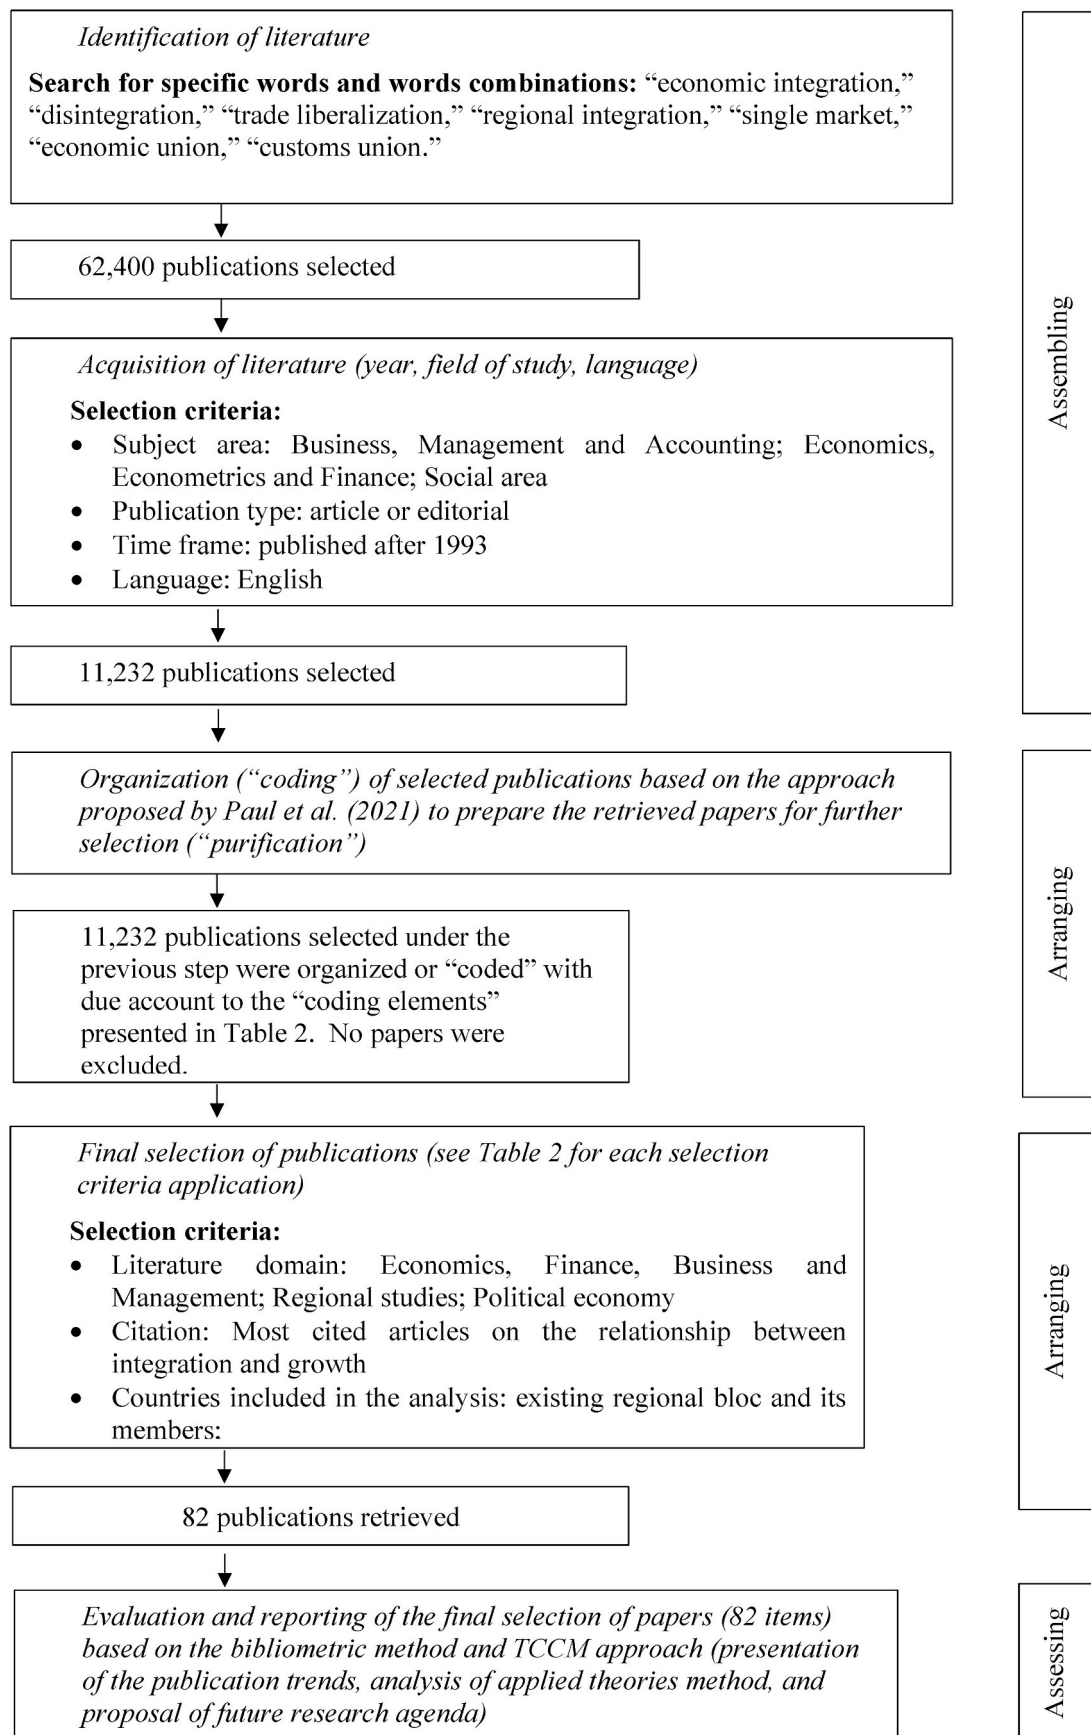 Identification of literature
Search for specific words and words combinations: “economic integration,”
“disintegration,” “trade liberalization,” “regional integration,” “single market,”
“economic union,” “customs union.”
62,400 publications selected
Acquisition of literature (year, field of study, language)
Selection criteria:
• Subject area: Business, Management and Accounting; Economics,
Econometrics and Finance; Social area
• Publication type: article or editorial
• Time frame: published after 1993
• Language: English
11,232 publications selected
Assembling
Organization (“coding”) of selected publications based on the approach
proposed by Paul et al. (2021) to prepare the retrieved papers for further
selection (“purification”)
11,232 publications selected under the
previous step were organized or “coded” with
due account to the “coding elements”
presented in Table 2. No papers were
excluded.
Arranging
Final selection of publications (see Table 2 for each selection
criteria application)
Selection criteria:
• Literature domain: Economics, Finance, Business and
Management; Regional studies; Political economy
• Citation: Most cited articles on the relationship between
integration and growth
• Countries included in the analysis: existing regional bloc and its
members;
82 publications retrieved
Arranging
Evaluation and reporting of the final selection of papers (82 items)
based on the bibliometric method and TCCM approach (presentation
of the publication trends, analysis of applied theories method, and
proposal of future research agenda)
Assessing